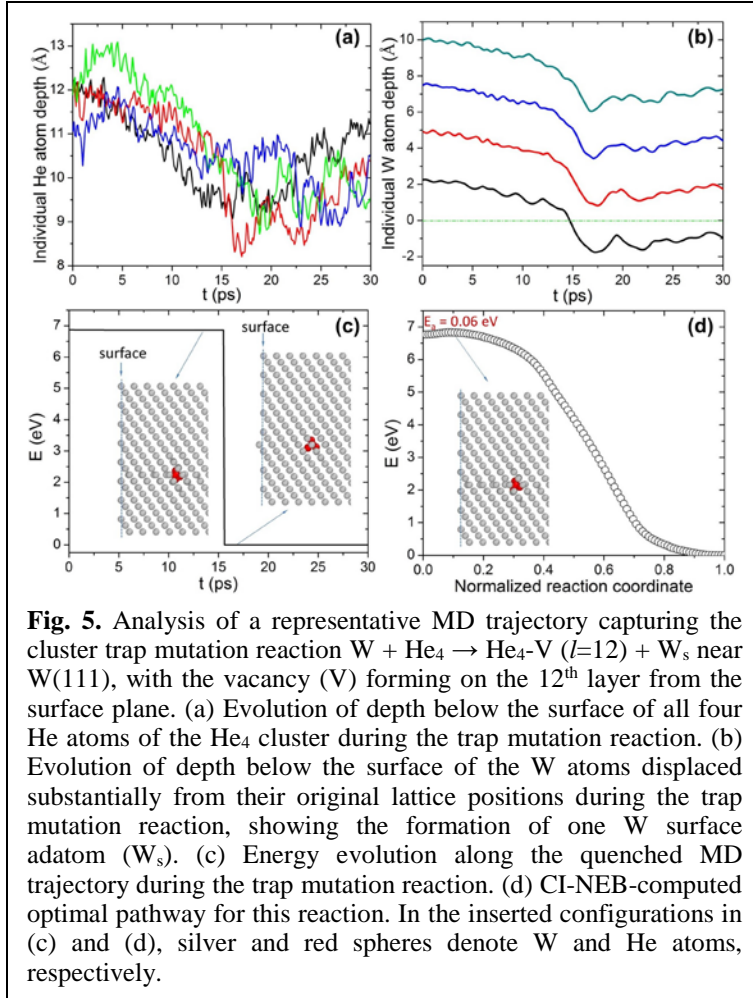 (a)
13
12
11
10
9
8
0 5 10 15 20 25 30
t (ps)
Individual He atom depth (Å)
(b)
10
8
6
4
2
0
-2
0 5 10 15 20 25 30
t (ps)
Individual W atom depth (Å)
(c)
7
6
5
4
3
2
1
0
0 5 10 15 20 25 30
t (ps)
E (eV)
surface
surface
(d)
Eₐ = 0.06 eV
7
6
5
4
3
2
1
0
0.0 0.2 0.4 0.6 0.8 1.0
Normalized reaction coordinate
E (eV)
Fig. 5. Analysis of a representative MD trajectory capturing the
cluster trap mutation reaction W + He₄ → He₄-V (l=12) + Wₛ near
W(111), with the vacancy (V) forming on the 12ᵗʰ layer from the
surface plane. (a) Evolution of depth below the surface of all four
He atoms of the He₄ cluster during the trap mutation reaction. (b)
Evolution of depth below the surface of the W atoms displaced
substantially from their original lattice positions during the trap
mutation reaction, showing the formation of one W surface
adatom (Wₛ). (c) Energy evolution along the quenched MD
trajectory during the trap mutation reaction. (d) CI-NEB-computed
optimal pathway for this reaction. In the inserted configurations in
(c) and (d), silver and red spheres denote W and He atoms,
respectively.